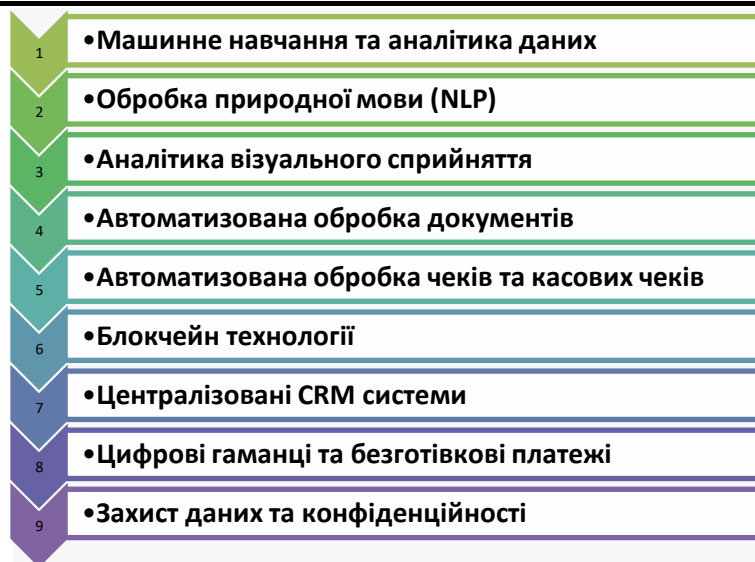 1 •Машинне навчання та аналітика даних
2 •Обробка природної мови (NLP)
3 •Аналітика візуального сприйняття
4 •Автоматизована обробка документів
5 •Автоматизована обробка чеків та касових чеків
6 •Блокчейн технології
7 •Централізовані CRM системи
8 •Цифрові гаманці та безготівкові платежі
9 •Захист даних та конфіденційності